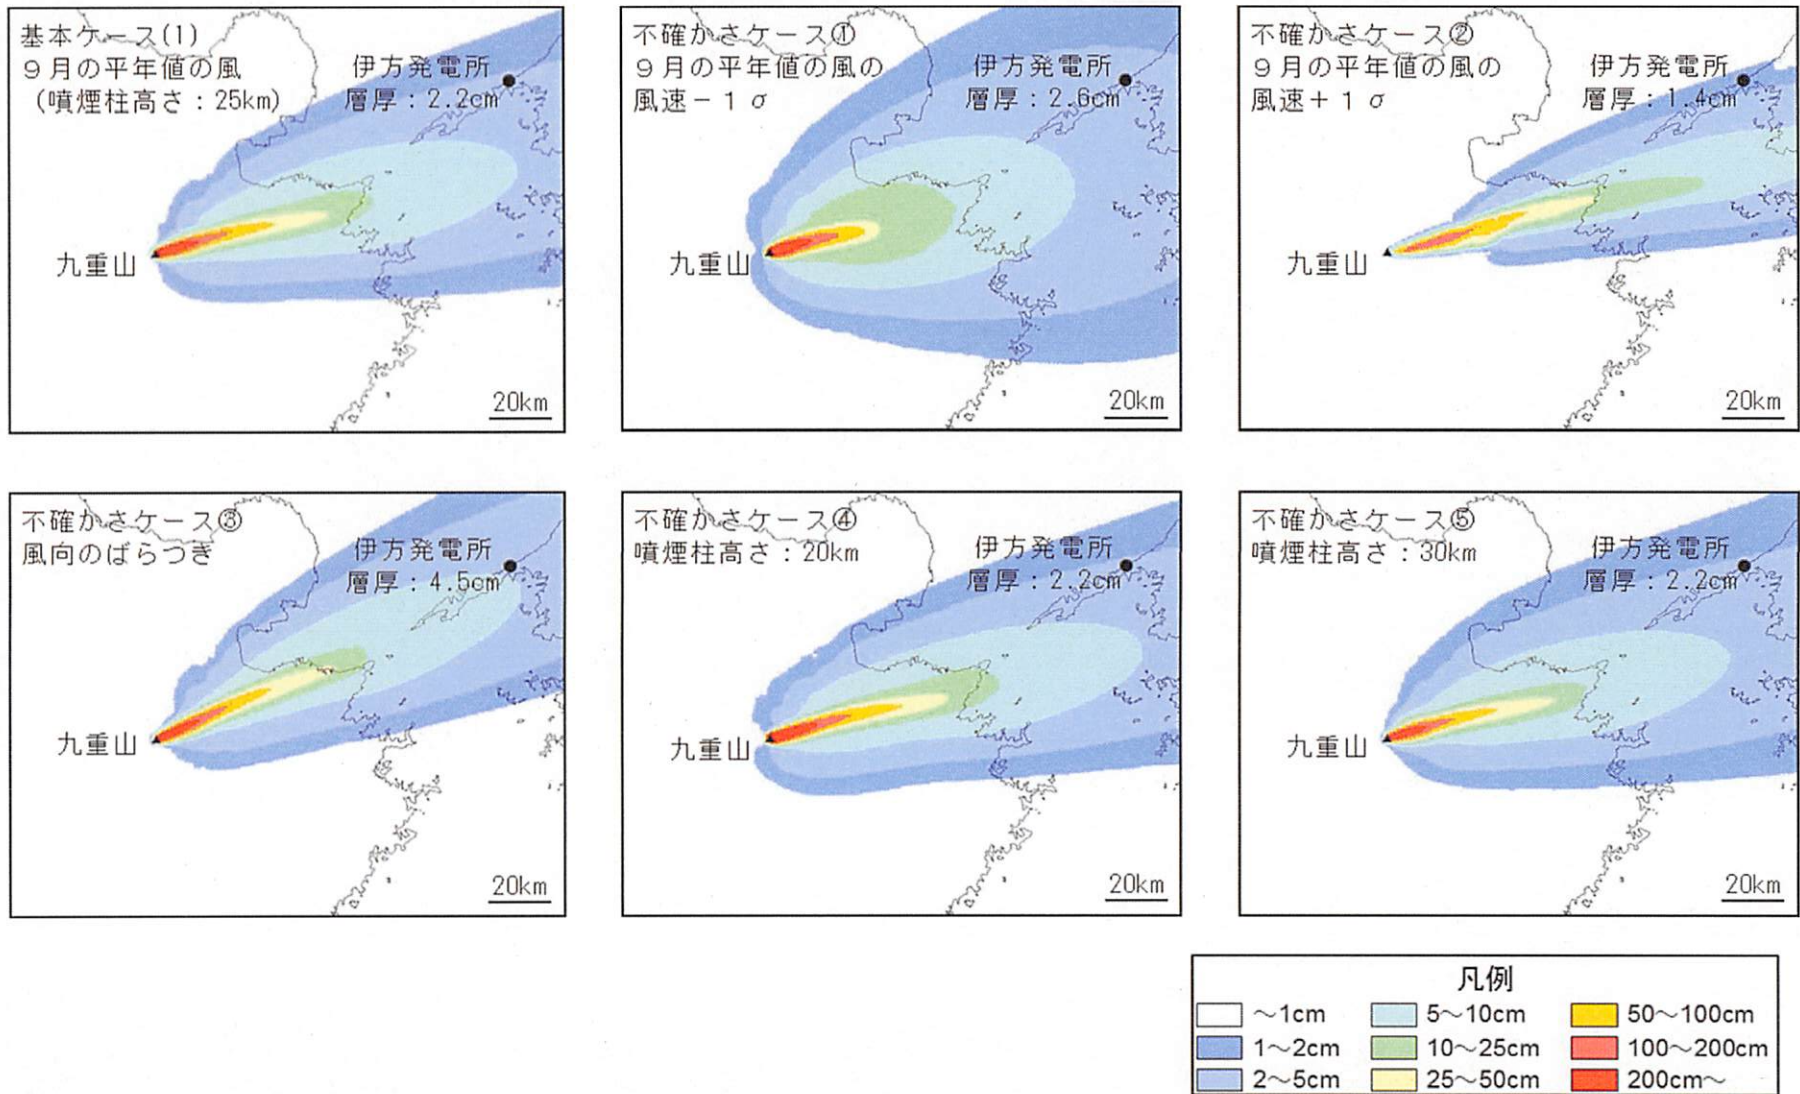 基本ケース(1)
9月の平年値の風
(噴煙柱高さ:25km)
伊方発電所
層厚:2.2cm
九重山
20km
不確かさケース①
9月の平年値の風の
風速－1σ
伊方発電所
層厚:2.6cm
九重山
20km
不確かさケース②
9月の平年値の風の
風速＋1σ
伊方発電所
層厚:1.4cm
九重山
20km
不確かさケース③
風向のばらつき
伊方発電所
層厚:4.5cm
九重山
20km
不確かさケース④
噴煙柱高さ:20km
伊方発電所
層厚:2.2cm
九重山
20km
不確かさケース⑤
噴煙柱高さ:30km
伊方発電所
層厚:2.2cm
九重山
20km
凡例
～1cm
5～10cm
50～100cm
1～2cm
10～25cm
100～200cm
2～5cm
25～50cm
200cm～